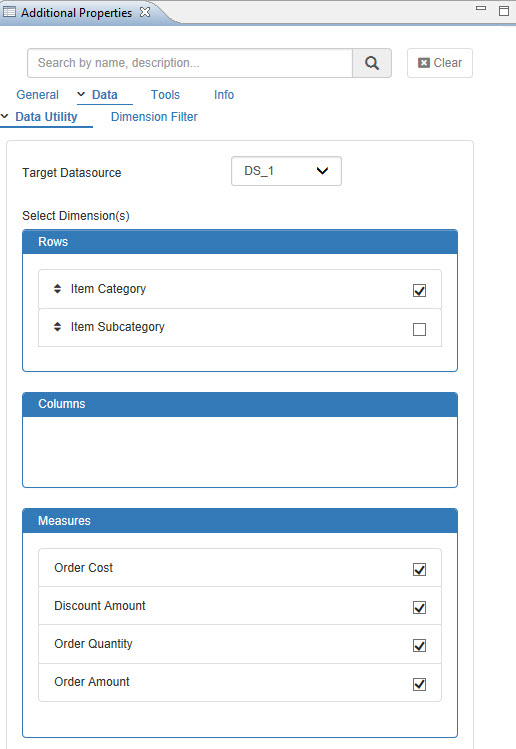 Additional Properties
Search by name, description...
Clear
General Data Tools Info
Data Utility Dimension Filter
Target Datasource DS_1
Select Dimension(s)
Rows
Item Category
Item Subcategory
Columns
Measures
Order Cost
Discount Amount
Order Quantity
Order Amount